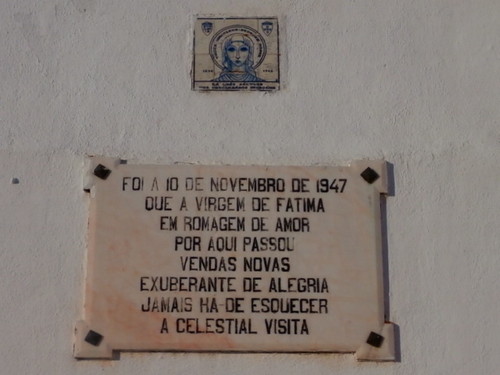 FOI A 10 DE NOVEMBRO DE 1947
QUE A VIRGEM DE FATIMA
EM ROMAGEM DE AMOR
POR AQUI PASSOU
VENDAS NOVAS
EXUBERANTE DE ALEGRIA
JAMAIS HA-DE ESQUECER
A CELESTIAL VISITA